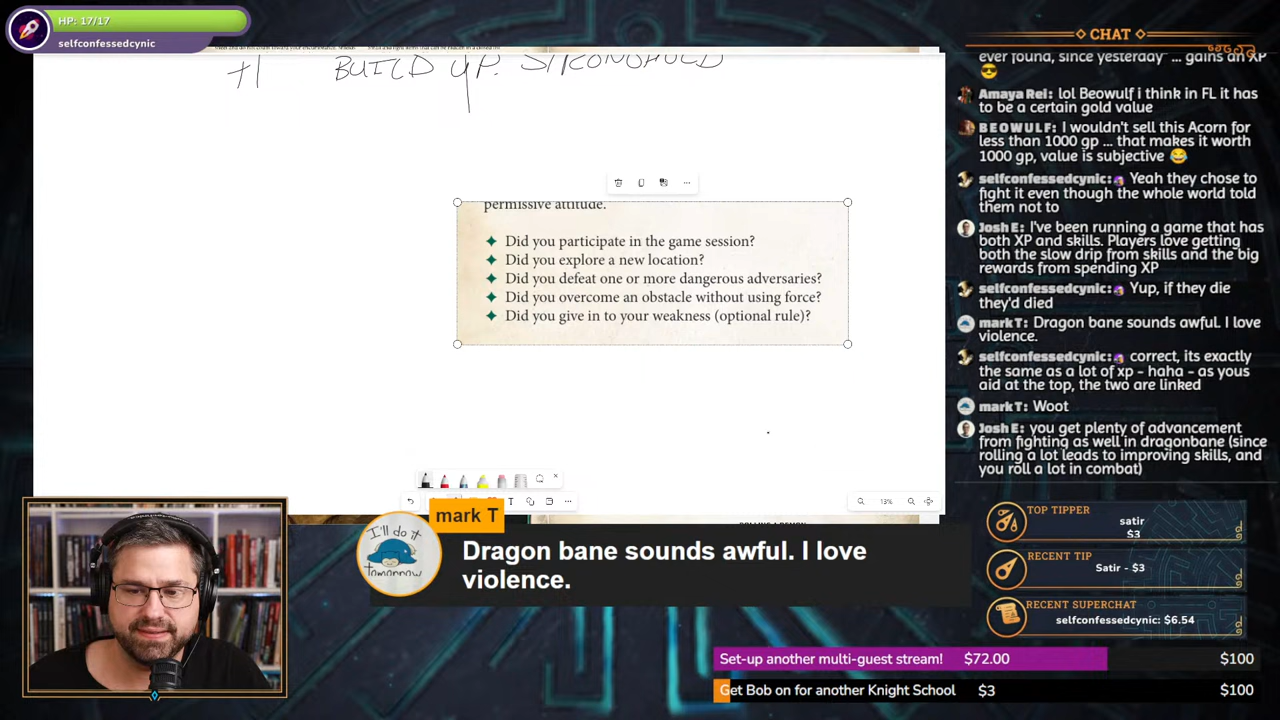 HP: 17/17
selfconfessedcynic
+1 BUILD UP. STRONGHOLD
permissive attitude.
✦ Did you participate in the game session?
✦ Did you explore a new location?
✦ Did you defeat one or more dangerous adversaries?
✦ Did you overcome an obstacle without using force?
✦ Did you give in to your weakness (optional rule)?
T
13%
mark T
Dragon bane sounds awful. I love
violence.
I'll do it
tomorrow
CHAT
ever found, since yesterday" ... gains an XP
😎
Amaya Rei: lol Beowulf i think in FL it has
to be a certain gold value
BEOWULF: I wouldn't sell this Acorn for
less than 1000 gp ... that makes it worth
1000 gp, value is subjective 😂
selfconfessedcynic: Yeah they chose to
fight it even though the whole world told
them not to
Josh E: I've been running a game that has
both XP and skills. Players love getting
both the slow drip from skills and the big
rewards from spending XP
selfconfessedcynic: Yup, if they die
they'd died
mark T: Dragon bane sounds awful. I love
violence.
selfconfessedcynic: correct, its exactly
the same as a lot of xp - haha - as yous
aid at the top, the two are linked
mark T: Woot
Josh E: you get plenty of advancement
from fighting as well in dragonbane (since
rolling a lot leads to improving skills, and
you roll a lot in combat)
TOP TIPPER
satir
$3
RECENT TIP
Satir - $3
RECENT SUPERCHAT
selfconfessedcynic: $6.54
Set-up another multi-guest stream! $72.00 $100
Get Bob on for another Knight School $3 $100